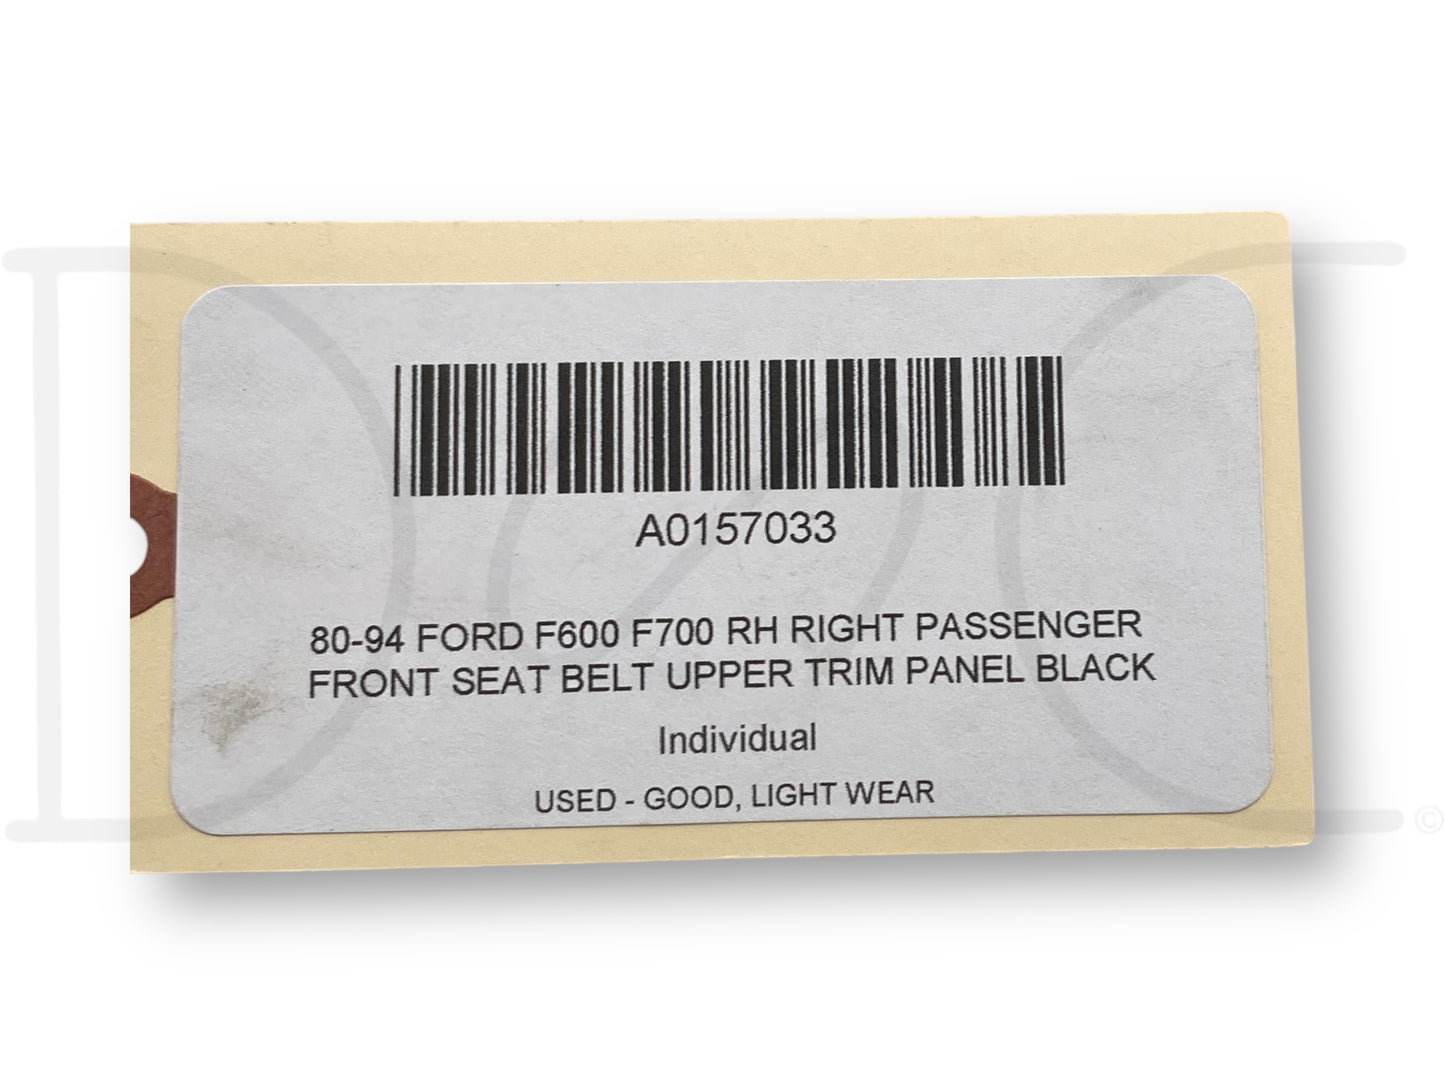 A0157033
80-94 FORD F600 F700 RH RIGHT PASSENGER
FRONT SEAT BELT UPPER TRIM PANEL BLACK
Individual
USED - GOOD, LIGHT WEAR
©